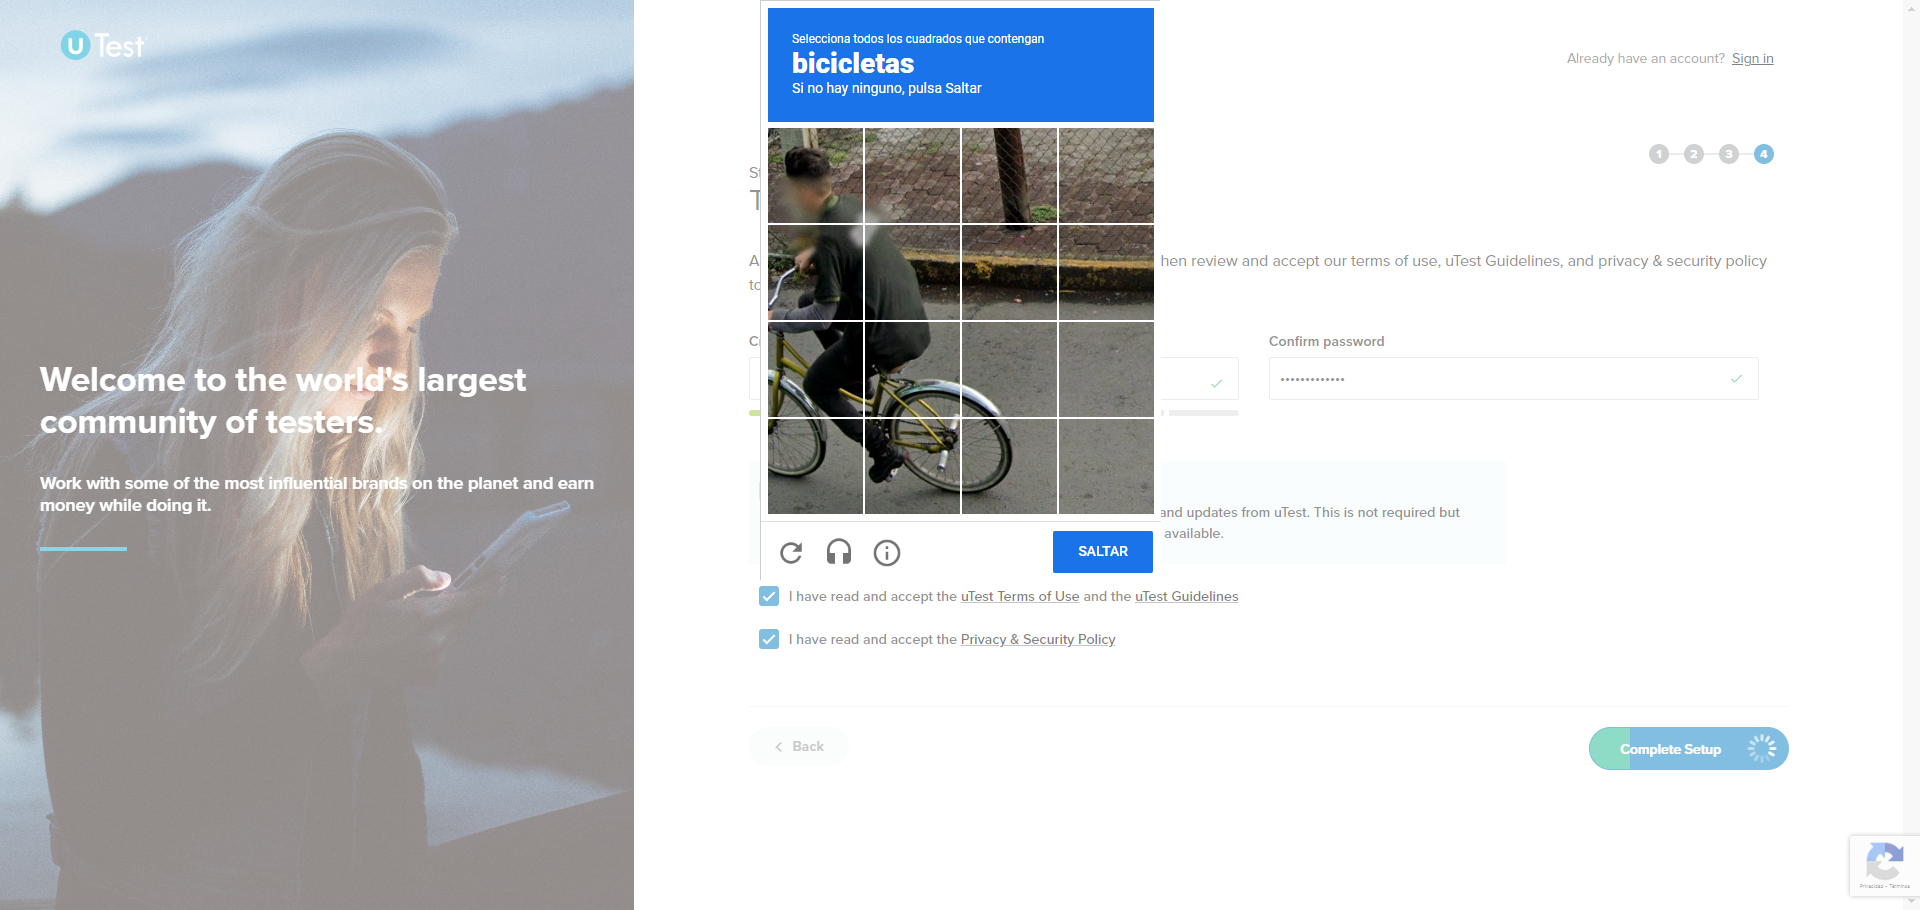 uTest
Already have an account? Sign in
1 2 3 4
Selecciona todos los cuadrados que contengan
bicicletas
Si no hay ninguno, pulsa Saltar
hen review and accept our terms of use, uTest Guidelines, and privacy & security policy
Confirm password
•••••••••••••
Welcome to the world's largest
community of testers.
Work with some of the most influential brands on the planet and earn
money while doing it.
and updates from uTest. This is not required but
available.
SALTAR
I have read and accept the uTest Terms of Use and the uTest Guidelines
I have read and accept the Privacy & Security Policy
Back
Complete Setup
Privacidad - Términos